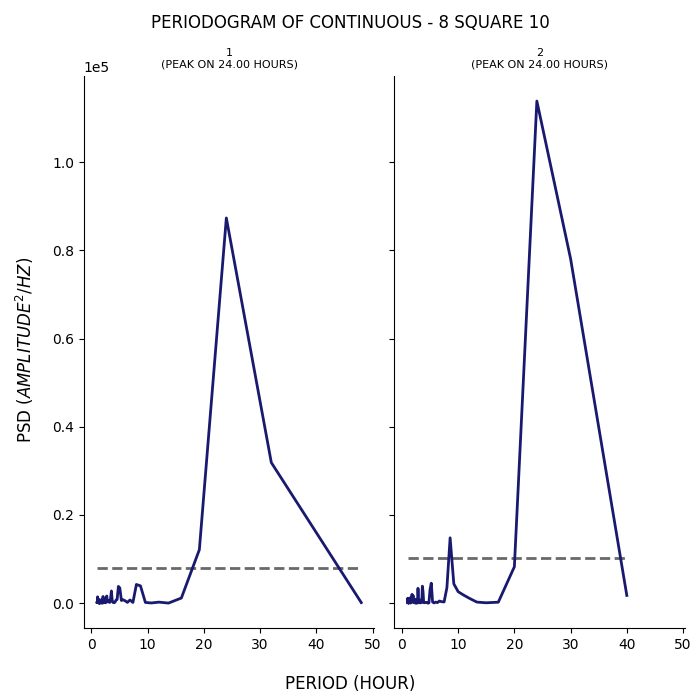 PERIODOGRAM OF CONTINUOUS - 8 SQUARE 10
1
(PEAK ON 24.00 HOURS)
2
(PEAK ON 24.00 HOURS)
1e5
1.0
0.8
0.6
0.4
0.2
0.0
PSD (AMPLITUDE²/HZ)
0 10 20 30 40 50
0 10 20 30 40 50
PERIOD (HOUR)